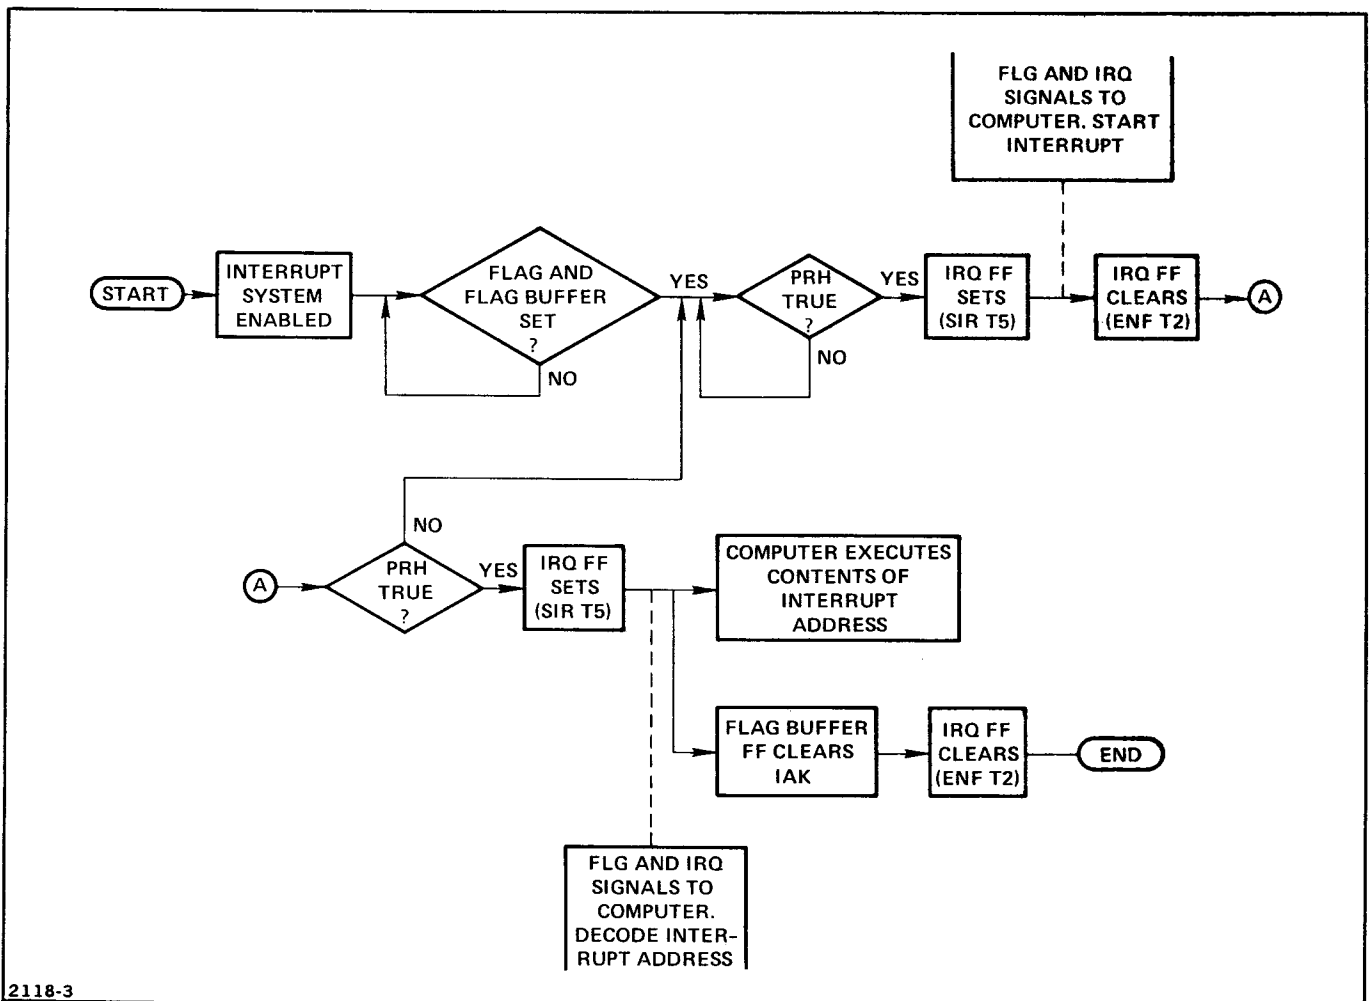 FLG AND IRQ
SIGNALS TO
COMPUTER. START
INTERRUPT
START
INTERRUPT
SYSTEM
ENABLED
FLAG AND
FLAG BUFFER
SET
?
YES
NO
PRH
TRUE
?
YES
NO
IRQ FF
SETS
(SIR T5)
IRQ FF
CLEARS
(ENF T2)
A
NO
A
PRH
TRUE
?
YES
IRQ FF
SETS
(SIR T5)
COMPUTER EXECUTES
CONTENTS OF
INTERRUPT
ADDRESS
FLAG BUFFER
FF CLEARS
IAK
IRQ FF
CLEARS
(ENF T2)
END
FLG AND IRQ
SIGNALS TO
COMPUTER.
DECODE INTER-
RUPT ADDRESS
2118-3